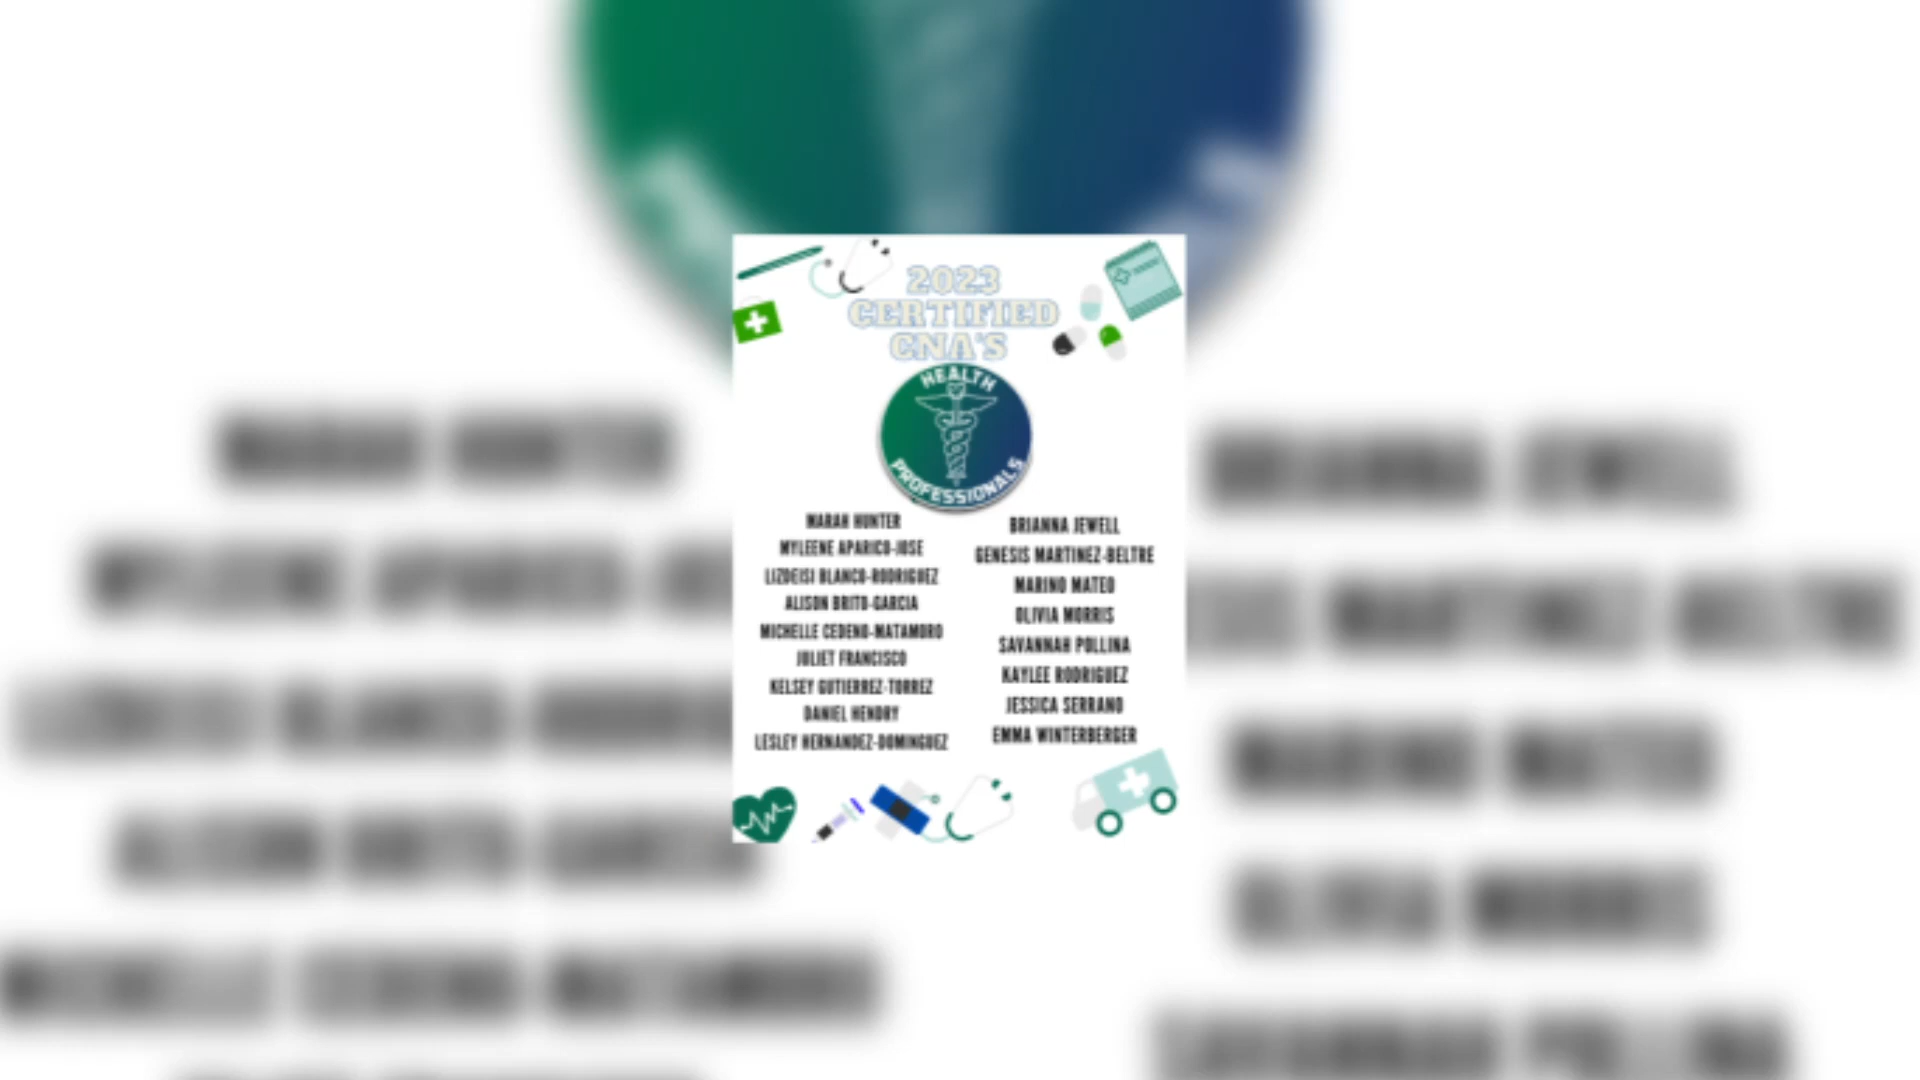 2023
CERTIFIED
CNA'S
HEALTH
PROFESSIONALS
MARAH HUNTER
MYLEENE APARICO-JOSE
LIZDEISI BLANCO-RODRIGUEZ
ALISON BRITO-GARCIA
MICHELLE CEDENO-MATAMORO
JULIET FRANCISCO
KELSEY GUTIERREZ-TORREZ
DANIEL HENDRY
LESLEY HERNANDEZ-DOMINGUEZ
BRIANNA JEWELL
GENESIS MARTINEZ-BELTRE
MARINO MATEO
OLIVIA MORRIS
SAVANNAH POLLINA
KAYLEE RODRIGUEZ
JESSICA SERRANO
EMMA WINTERBERGER